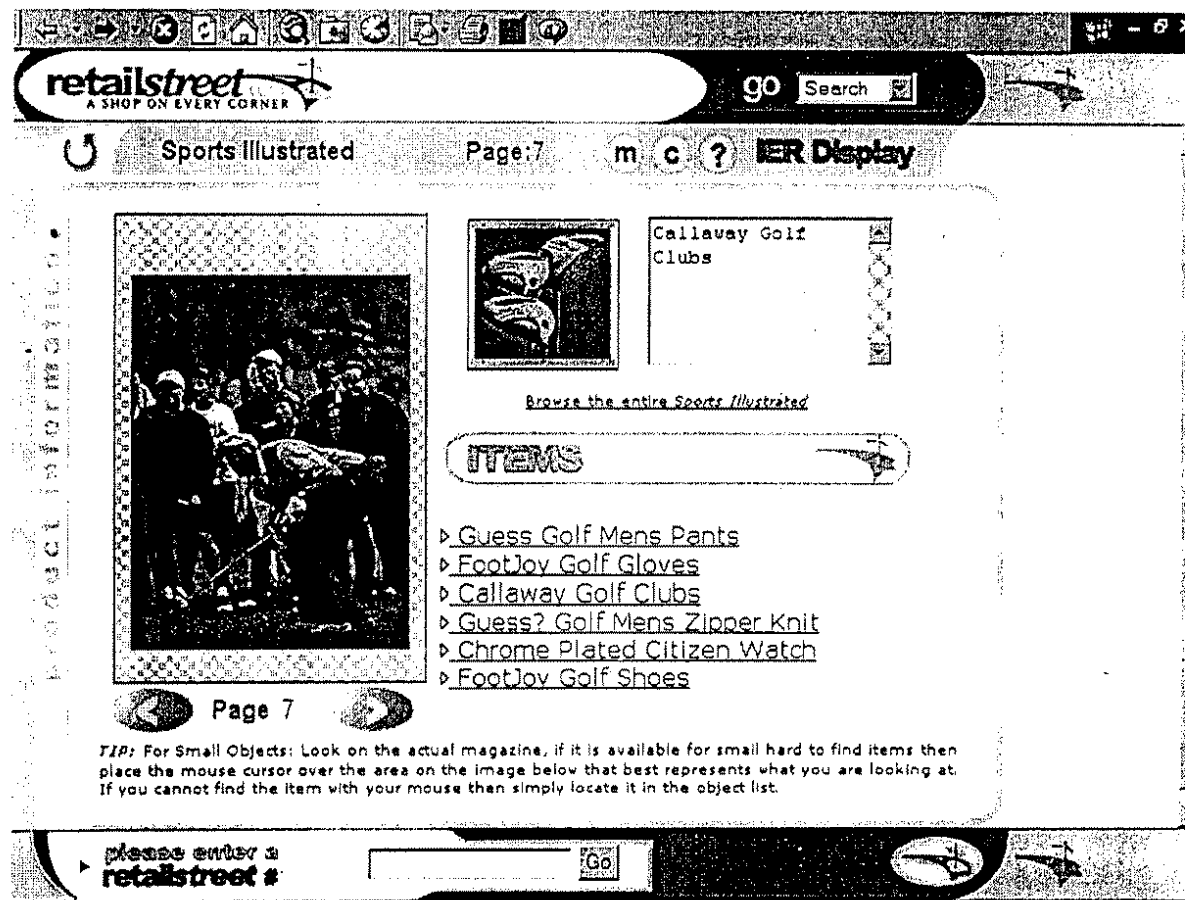 retailstreet
A SHOP ON EVERY CORNER
go Search
Sports Illustrated Page:7 m c ? IER Display
product information
Callaway Golf
Clubs
Browse the entire Sports Illustrated
ITEMS
Guess Golf Mens Pants
FootJoy Golf Gloves
Callaway Golf Clubs
Guess? Golf Mens Zipper Knit
Chrome Plated Citizen Watch
FootJoy Golf Shoes
Page 7
TIP: For Small Objects: Look on the actual magazine, if it is available for small hard to find items then
place the mouse cursor over the area on the image below that best represents what you are looking at.
If you cannot find the item with your mouse then simply locate it in the object list.
please enter a
retailstreet #
Go